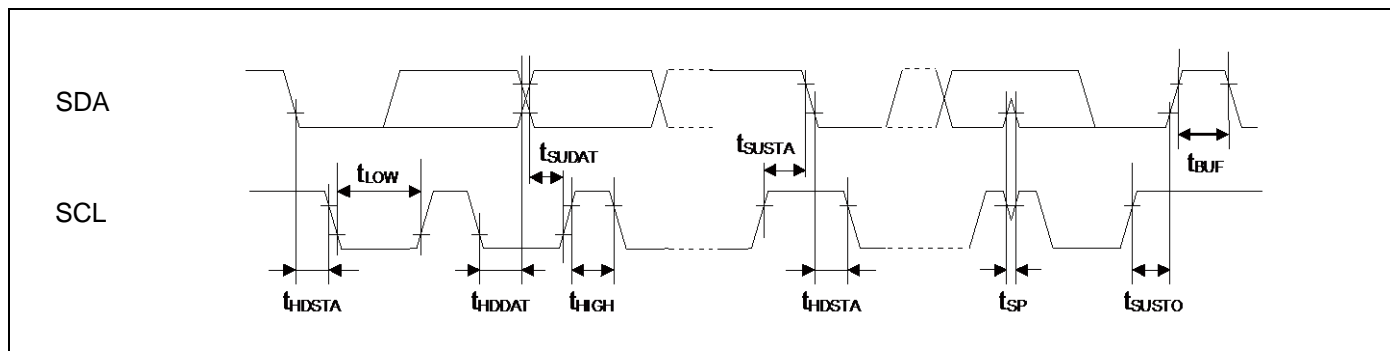 SDA
tSUDAT
tSUSTA
tBUF
tLOW
SCL
tHDSTA
tHDDAT
tHIGH
tHDSTA
tSP
tSUSTO